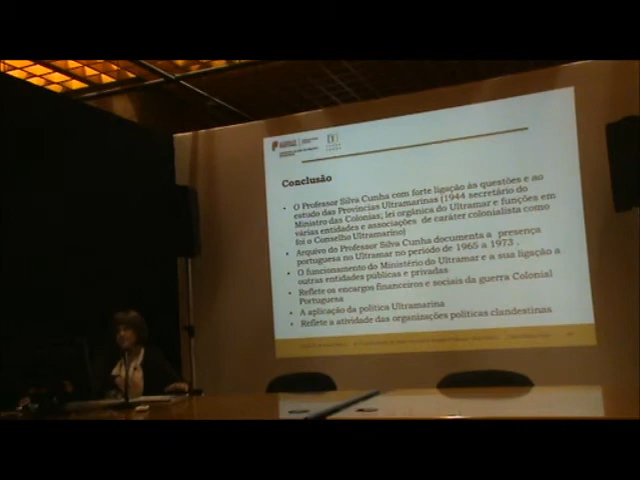 Conclusão
• O Professor Silva Cunha com forte ligação às questões e ao
estudo das Províncias Ultramarinas (1944 secretário do
Ministro das Colonias; lei orgânica do Ultramar e funções em
várias entidades e associações de caráter colonialista como
foi o Conselho Ultramarino)
• Arquivo do Professor Silva Cunha documenta a presença
portuguesa no Ultramar no periodo de 1965 a 1973 .
• O funcionamento do Ministério do Ultramar e a sua ligação a
outras entidades públicas e privadas
• Reflete os encargos financeiros e sociais da guerra Colonial
Portuguesa
• A aplicação da política Ultramarina
• Reflete a atividade das organizações políticas clandestinas